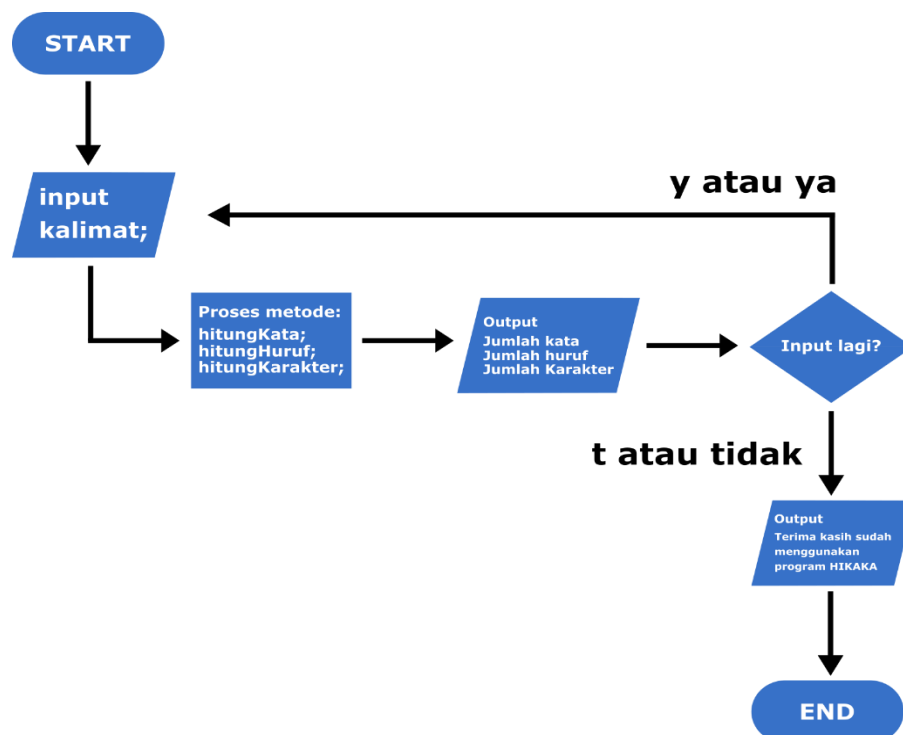 START
input
kalimat;
y atau ya
Proses metode:
hitungKata;
hitungHuruf;
hitungKarakter;
Output
Jumlah kata
Jumlah huruf
Jumlah Karakter
Input lagi?
t atau tidak
Output
Terima kasih sudah
menggunakan
program HIKAKA
END